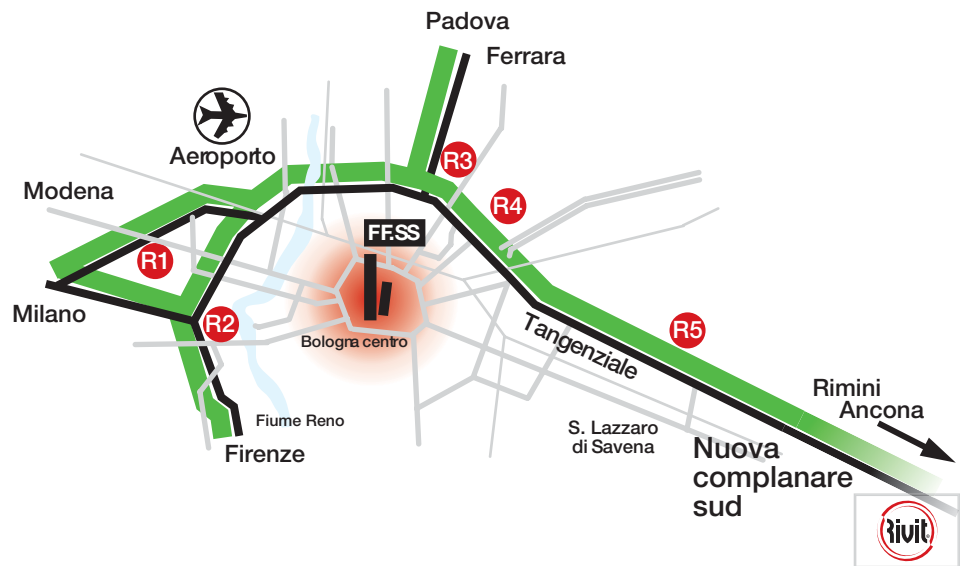 Padova
Ferrara
Aeroporto
R3
Modena
R4
FF.SS
R1
Milano
R2
Bologna centro
Tangenziale
R5
Rimini
Ancona
Fiume Reno
Firenze
S. Lazzaro
di Savena
Nuova
complanare
sud
Rivit